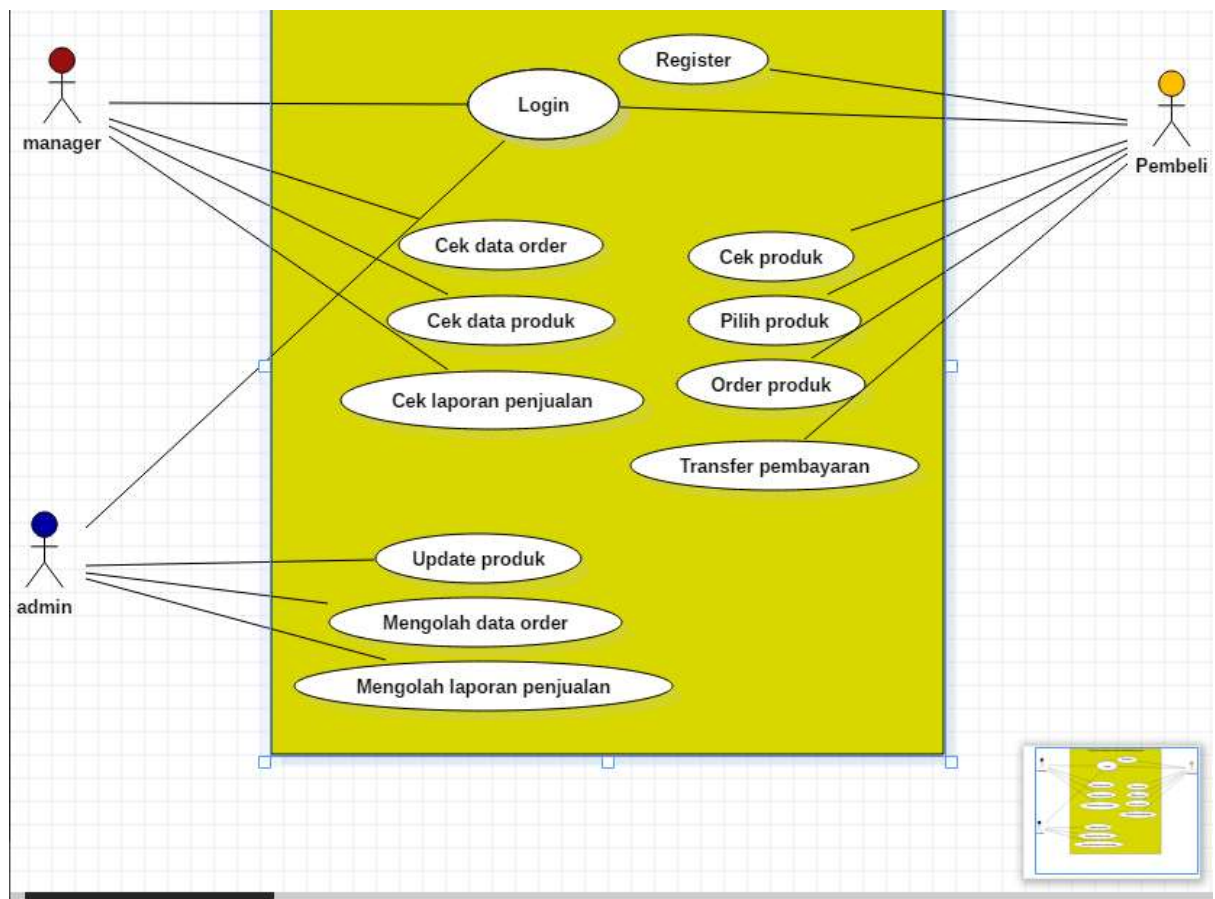 Register
Login
manager
Pembeli
Cek data order
Cek produk
Cek data produk
Pilih produk
Order produk
Cek laporan penjualan
Transfer pembayaran
Update produk
admin
Mengolah data order
Mengolah laporan penjualan